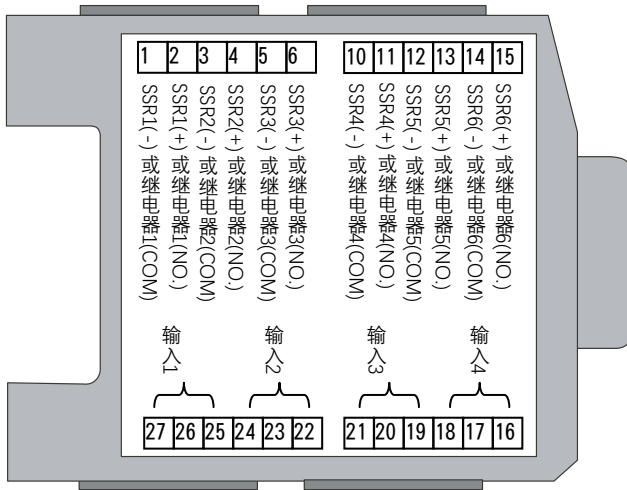 1 2 3 4 5 6 10 11 12 13 14 15
SSR1(-) 或继电器1(COM)
SSR1(+) 或继电器1(NO.)
SSR2(-) 或继电器2(COM)
SSR2(+) 或继电器2(NO.)
SSR3(-) 或继电器3(COM)
SSR3(+) 或继电器3(NO.)
SSR4(-) 或继电器4(COM)
SSR4(+) 或继电器4(NO.)
SSR5(-) 或继电器5(COM)
SSR5(+) 或继电器5(NO.)
SSR6(-) 或继电器6(COM)
SSR6(+) 或继电器6(NO.)
输入1
输入2
输入3
输入4
27 26 25 24 23 22 21 20 19 18 17 16